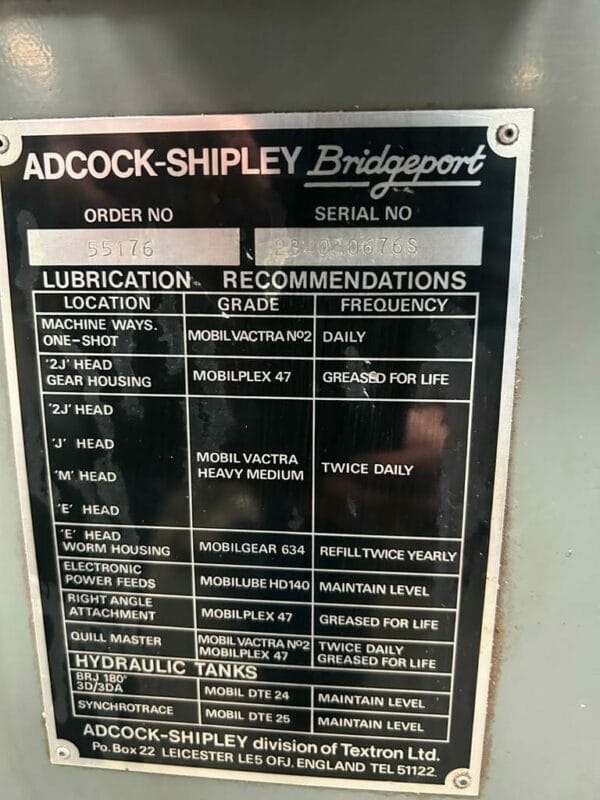 ADCOCK-SHIPLEY Bridgeport
ORDER NO SERIAL NO
55176
LUBRICATION RECOMMENDATIONS
LOCATION GRADE FREQUENCY
MACHINE WAYS.
ONE-SHOT MOBIL VACTRA Nº2 DAILY
'2J' HEAD
GEAR HOUSING MOBILPLEX 47 GREASED FOR LIFE
'2J' HEAD
'J' HEAD
'M' HEAD
'E' HEAD
MOBIL VACTRA
HEAVY MEDIUM TWICE DAILY
'E' HEAD
WORM HOUSING MOBILGEAR 634 REFILL TWICE YEARLY
ELECTRONIC
POWER FEEDS MOBILUBE HD140 MAINTAIN LEVEL
RIGHT ANGLE
ATTACHMENT MOBILPLEX 47 GREASED FOR LIFE
QUILL MASTER MOBIL VACTRA Nº2 TWICE DAILY
MOBILPLEX 47 GREASED FOR LIFE
HYDRAULIC TANKS
BRJ 180°
3D/3DA MOBIL DTE 24 MAINTAIN LEVEL
SYNCHROTRACE MOBIL DTE 25 MAINTAIN LEVEL
ADCOCK-SHIPLEY division of Textron Ltd.
Po. Box 22 LEICESTER LE5 OFJ, ENGLAND TEL 51122